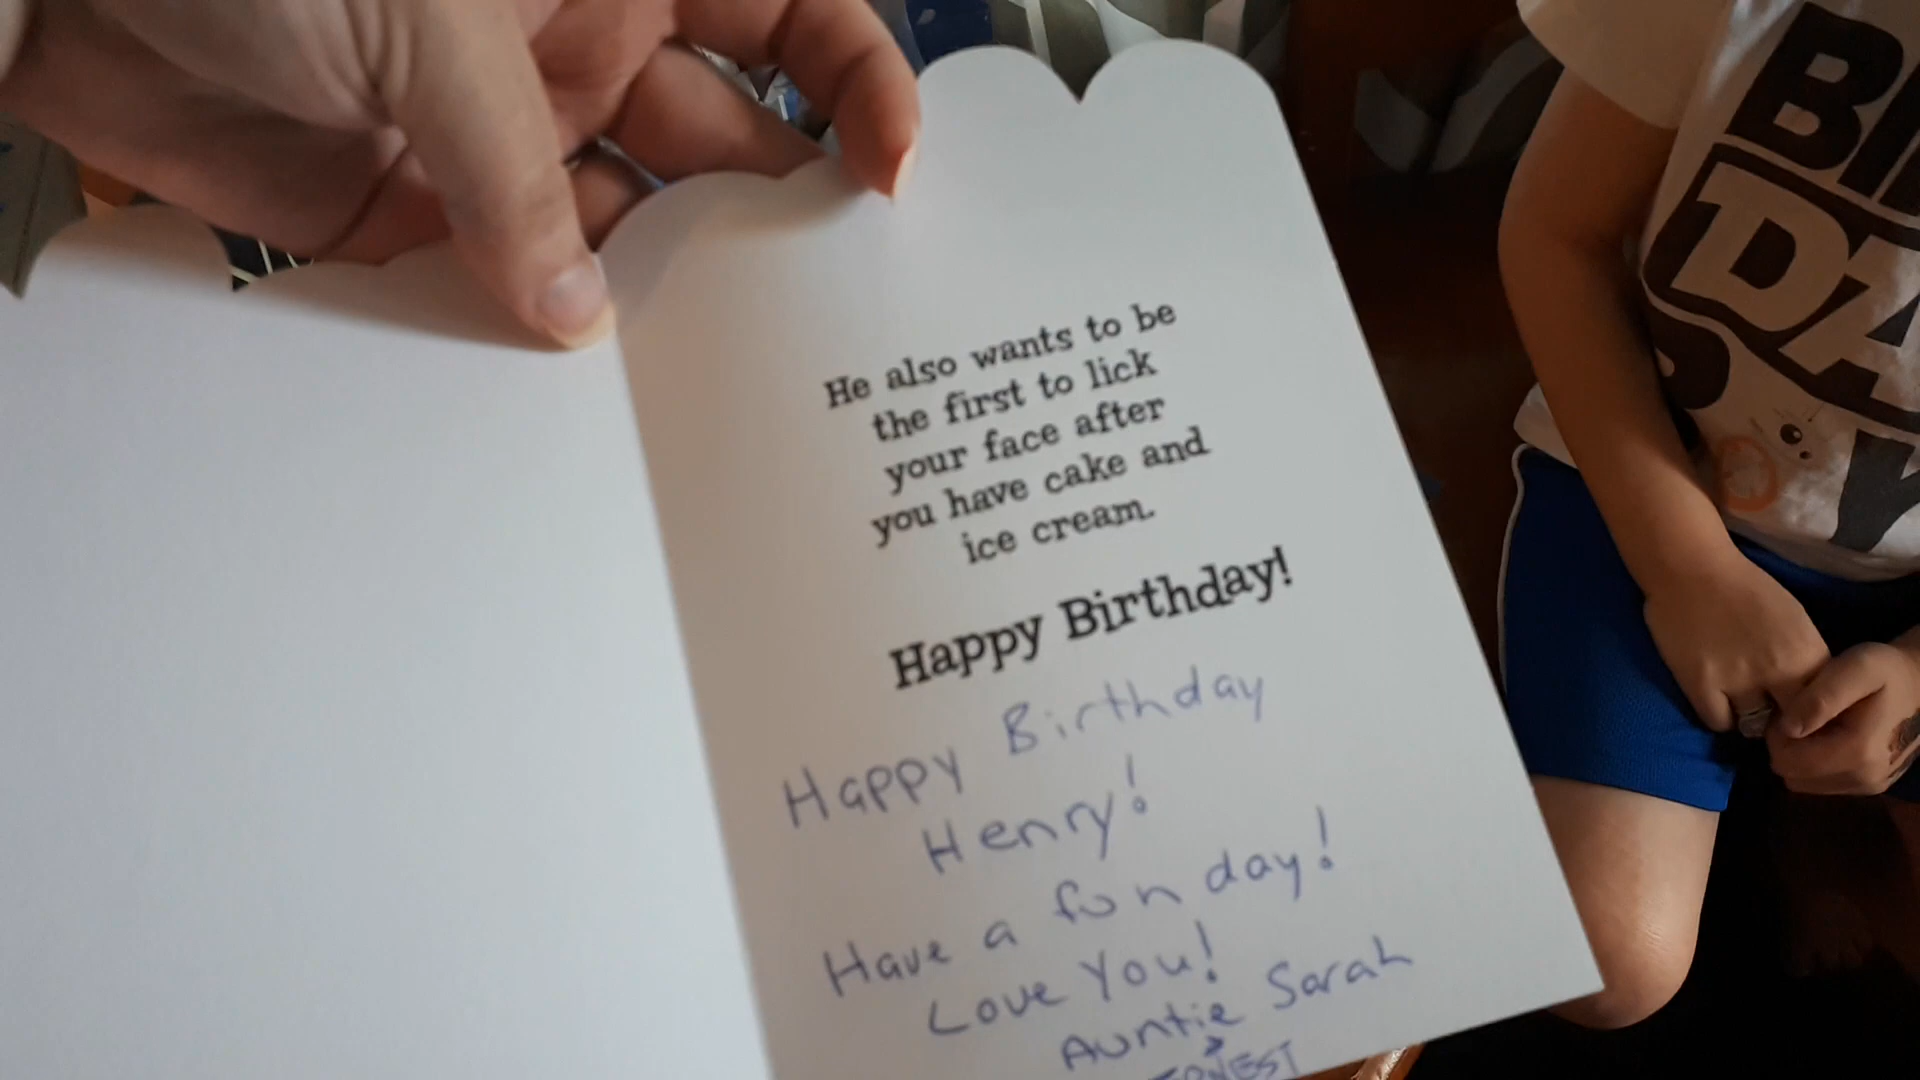 He also wants to be
the first to lick
your face after
you have cake and
ice cream.
Happy Birthday!
Happy Birthday
Henry!
Have a fun day!
Love You!
Auntie Sarah